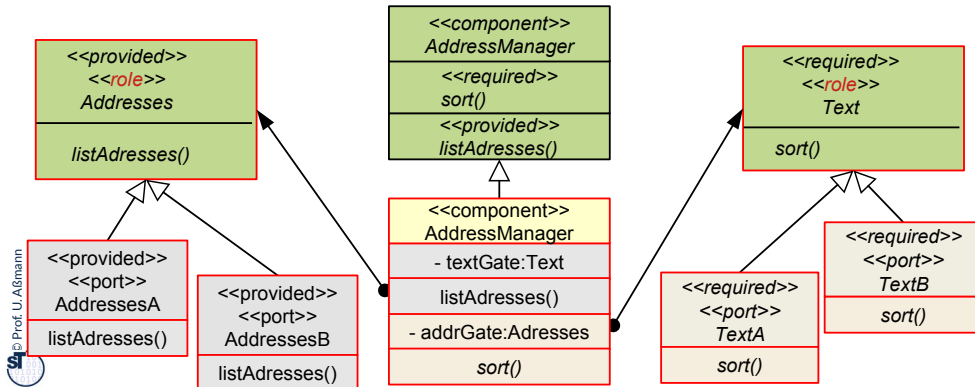 <<provided>>
<<role>>
Addresses
listAdresses()
<<component>>
AddressManager
<<required>>
sort()
<<provided>>
listAdresses()
<<required>>
<<role>>
Text
sort()
<<provided>>
<<port>>
AddressesA
listAdresses()
<<provided>>
<<port>>
AddressesB
listAdresses()
<<component>>
AddressManager
- textGate:Text
listAdresses()
- addrGate:Adresses
sort()
<<required>>
<<port>>
TextA
sort()
<<required>>
<<port>>
TextB
sort()
© Prof. U. Aßmann
ST